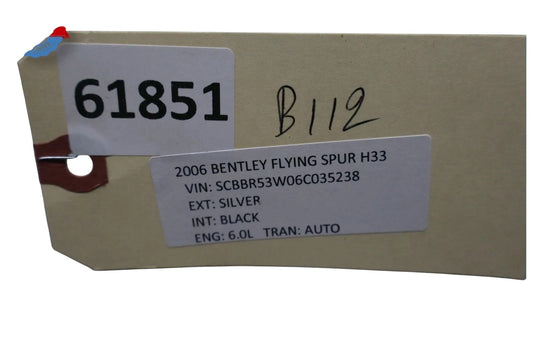 61851
B112
2006 BENTLEY FLYING SPUR H33
VIN: SCBBR53W06C035238
EXT: SILVER
INT: BLACK
ENG: 6.0L TRAN: AUTO